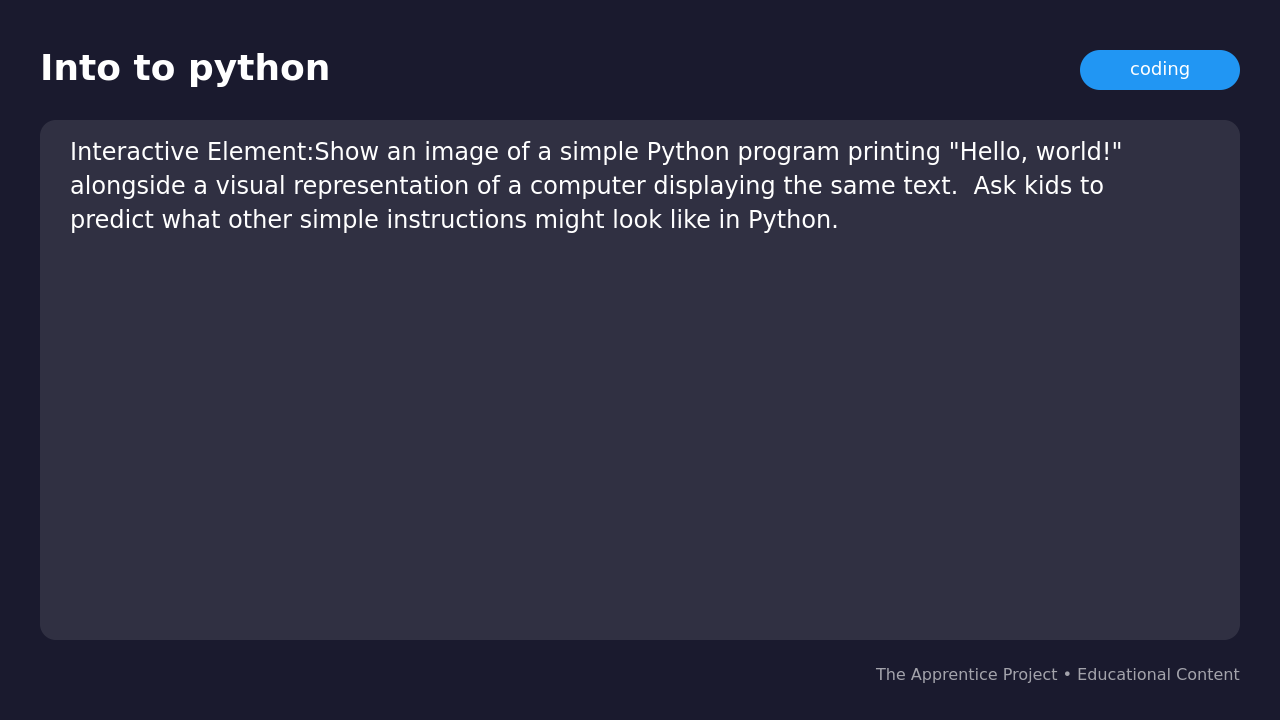 Into to python
coding
Interactive Element:Show an image of a simple Python program printing "Hello, world!"
alongside a visual representation of a computer displaying the same text.  Ask kids to
predict what other simple instructions might look like in Python.
The Apprentice Project • Educational Content